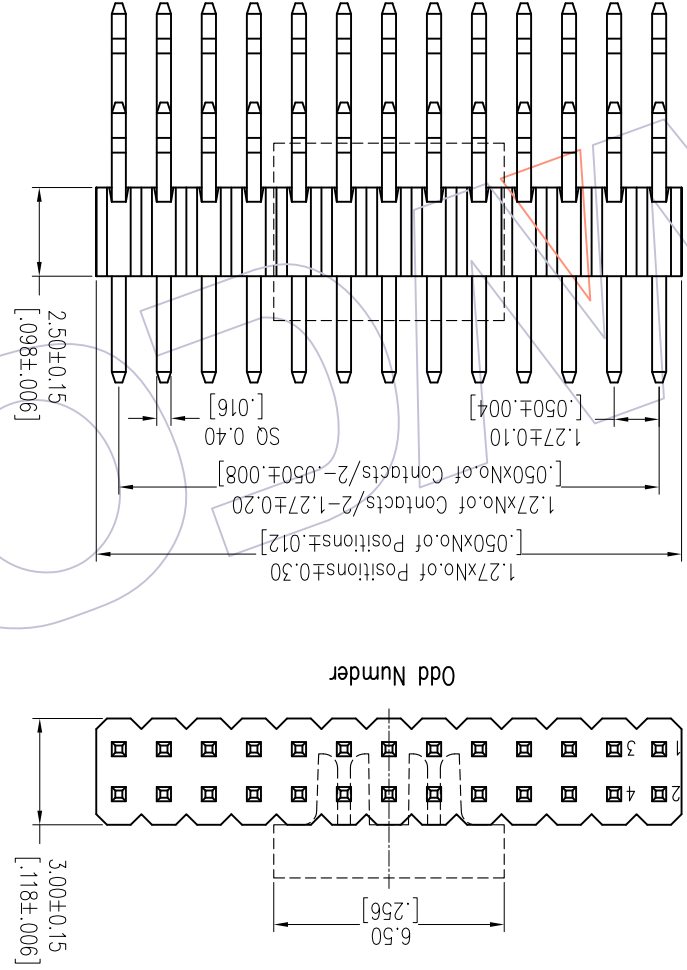 6.50
[.256]
3.00±0.15
[.118±.006]
2
4
1
3
Odd Numder
1.27xNo.of Positions±0.30
[.050xNo.of Positions±.012]
1.27xNo.of Contacts/2-1.27±0.20
[.050xNo.of Contacts/2-.050±.008]
1.27±0.10
[.050±.004]
SQ 0.40
[.016]
2.50±0.15
[.098±.006]